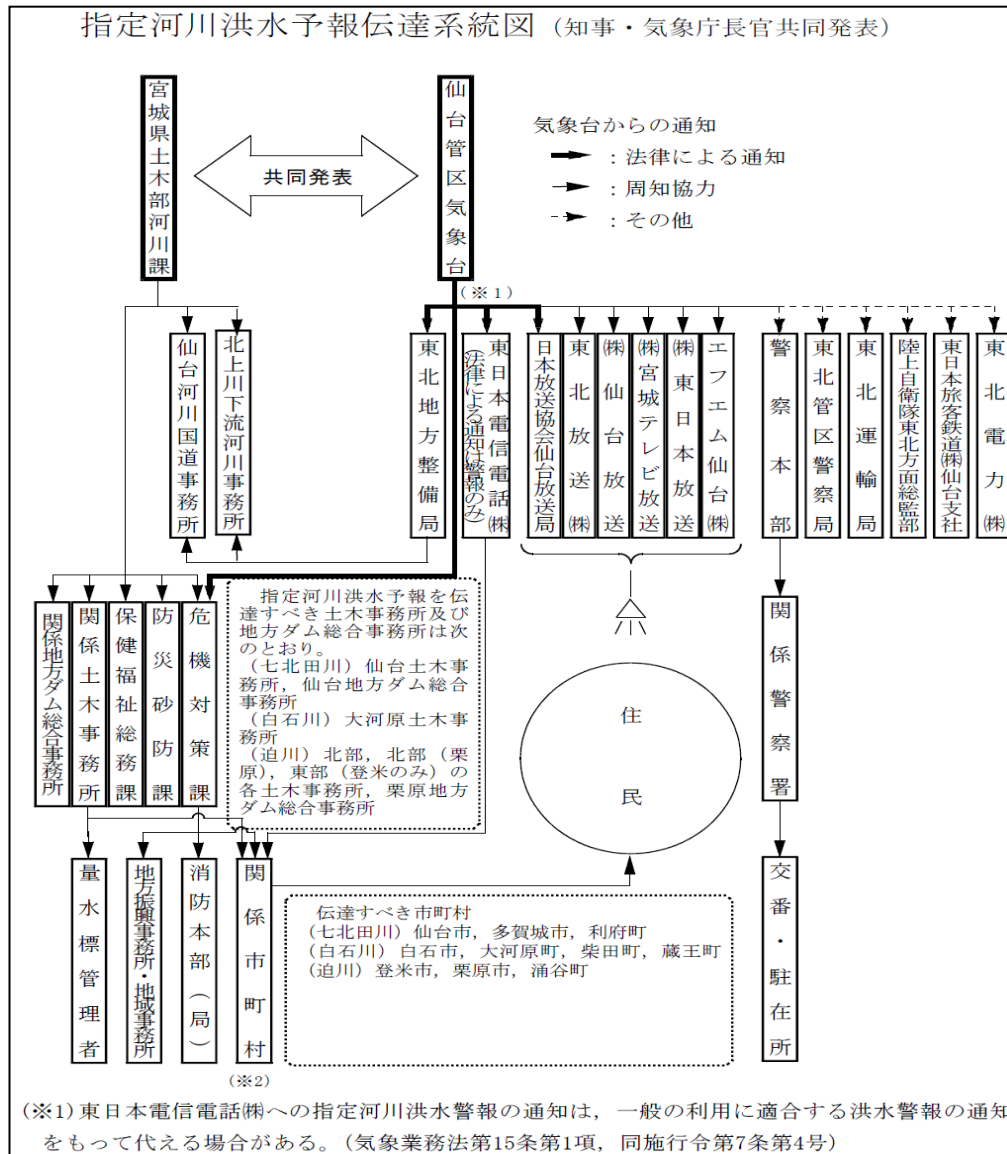 指定河川洪水予報伝達系統図（知事・気象庁長官共同発表）
宮城県土木部河川課
共同発表
仙台管区気象台
気象台からの通知
：法律による通知
：周知協力
：その他
(※1)
仙台河川国道事務所
北上川下流河川事務所
東北地方整備局
東日本電信電話㈱
(法律による通知は警報のみ)
日本放送協会仙台放送局
東北放送㈱
㈱仙台放送
㈱宮城テレビ放送
㈱東日本放送
エフエム仙台㈱
警察本部
東北管区警察局
東北運輸局
陸上自衛隊東北方面総監部
東日本旅客鉄道㈱仙台支社
東北電力㈱
関係地方ダム総合事務所
関係土木事務所
保健福祉総務課
防災砂防課
危機対策課
指定河川洪水予報を伝
達すべき土木事務所及び
地方ダム総合事務所は次
のとおり。
（七北田川）仙台土木事
務所，仙台地方ダム総合
事務所
（白石川）大河原土木事
務所
（迫川）北部，北部（栗
原），東部（登米のみ）の
各土木事務所，栗原地方
ダム総合事務所
住民
関係警察署
量水標管理者
地方振興事務所・地域事務所
消防本部（局）
関係市町村
(※2)
伝達すべき市町村
(七北田川）仙台市，多賀城市，利府町
(白石川）白石市，大河原町，柴田町，蔵王町
(迫川）登米市，栗原市，涌谷町
交番・駐在所
(※1)東日本電信電話㈱への指定河川洪水警報の通知は，一般の利用に適合する洪水警報の通知
をもって代える場合がある。（気象業務法第15条第1項，同施行令第7条第4号）